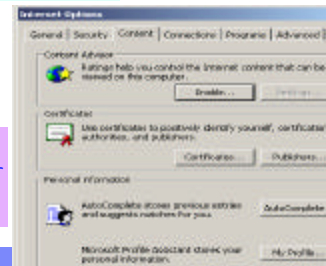 Internet Options
General Security Content Connections Programs Advanced
Content Advisor
Ratings help you control the Internet content that can be
viewed on this computer.
Enable...
Certificates
Use certificates to positively identify yourself, certification
authorities, and publishers.
Certificates... Publishers...
Personal information
AutoComplete stores previous entries
and suggests matches for you.
AutoComplete
Microsoft Profile Assistant stores your
personal information.
My Profile...